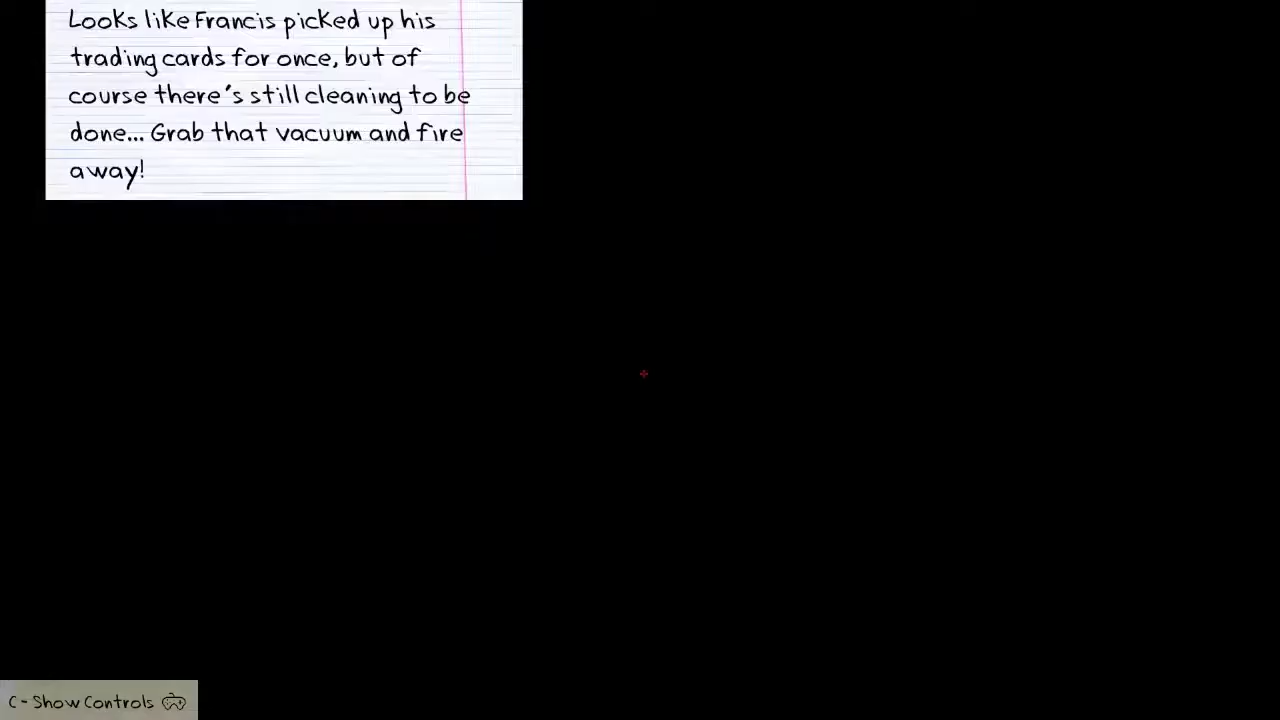 Looks like Francis picked up his
trading cards for once, but of
course there's still cleaning to be
done... Grab that vacuum and fire
away!
C - Show Controls